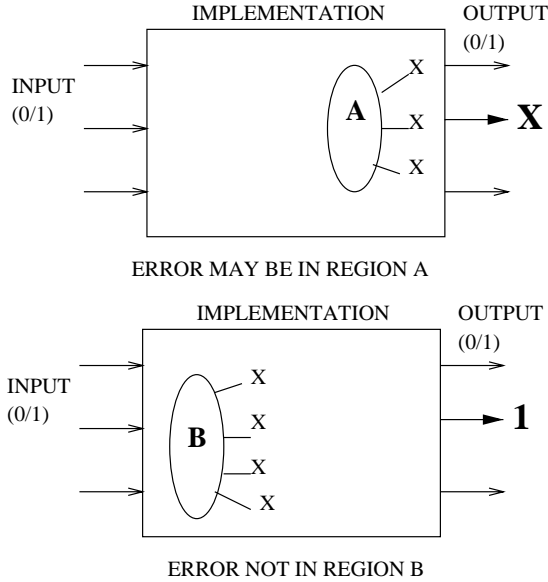 IMPLEMENTATION
OUTPUT
(0/1)
INPUT
(0/1)
A
X
X
X
X
ERROR MAY BE IN REGION A
IMPLEMENTATION
OUTPUT
(0/1)
INPUT
(0/1)
B
X
X
X
X
1
ERROR NOT IN REGION B